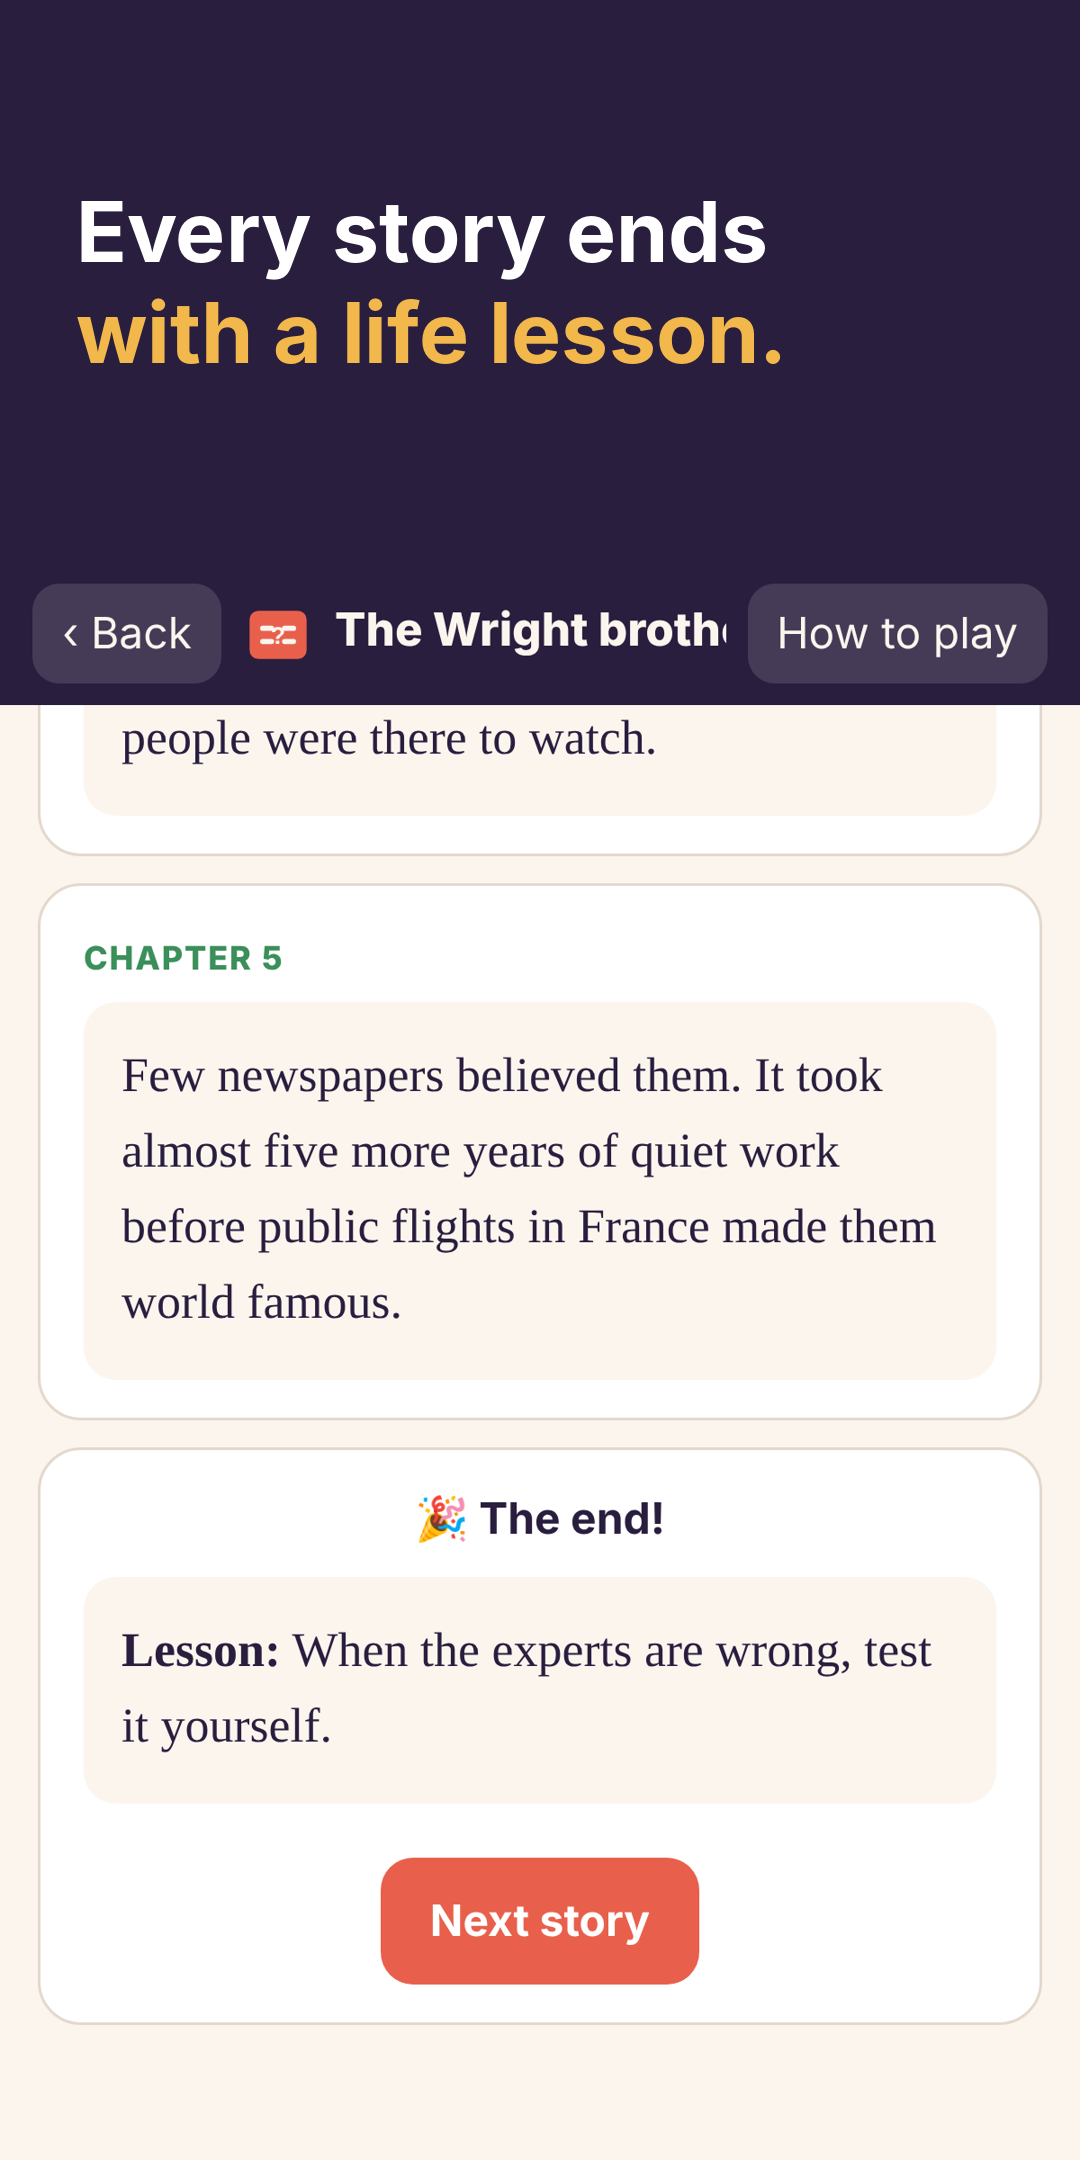 Every story ends
with a life lesson.
‹ Back
The Wright broth
How to play
people were there to watch.
CHAPTER 5
Few newspapers believed them. It took
almost five more years of quiet work
before public flights in France made them
world famous.
🎉 The end!
Lesson: When the experts are wrong, test
it yourself.
Next story